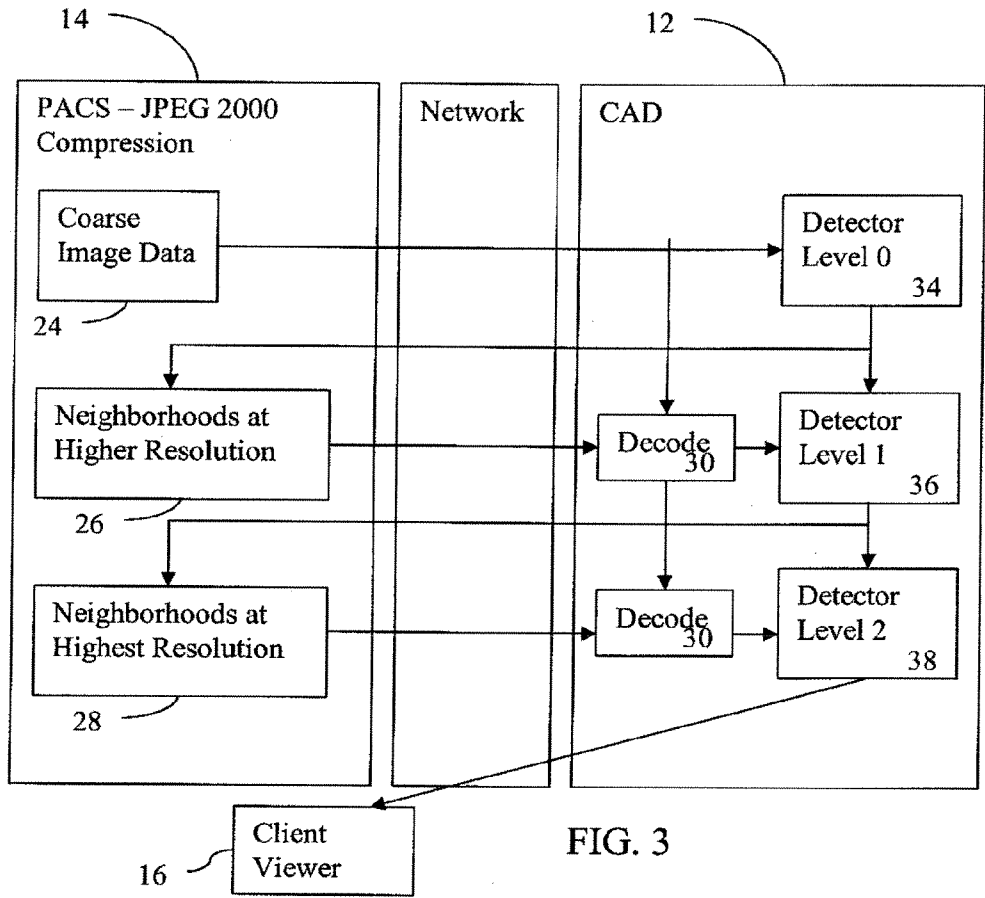 14
12
PACS – JPEG 2000
Compression
Network
CAD
Coarse
Image Data
24
Detector
Level 0
34
Neighborhoods at
Higher Resolution
26
Decode
30
Detector
Level 1
36
Neighborhoods at
Highest Resolution
28
Decode
30
Detector
Level 2
38
Client
Viewer
16
FIG. 3